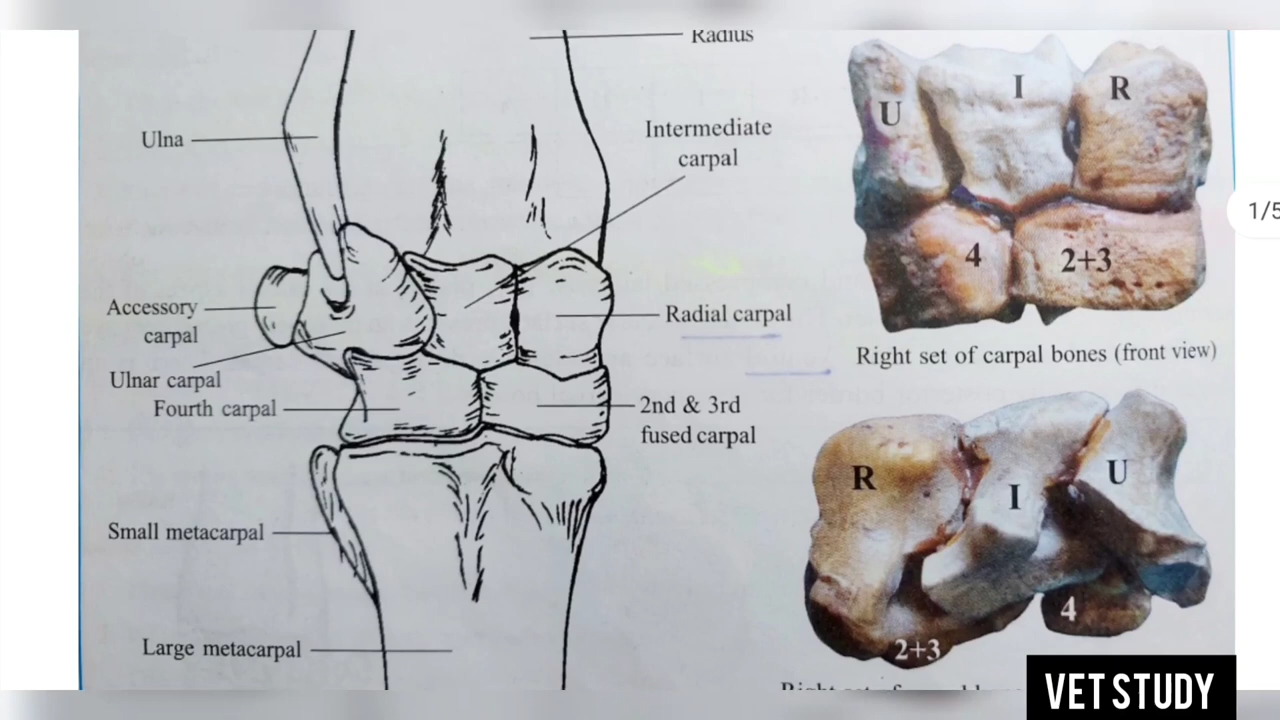 Radius
Ulna
Intermediate
carpal
Accessory
carpal
Radial carpal
Ulnar carpal
Fourth carpal
2nd & 3rd
fused carpal
Small metacarpal
Large metacarpal
U
I
R
4
2+3
Right set of carpal bones (front view)
R
I
U
4
2+3
1/5
VET STUDY